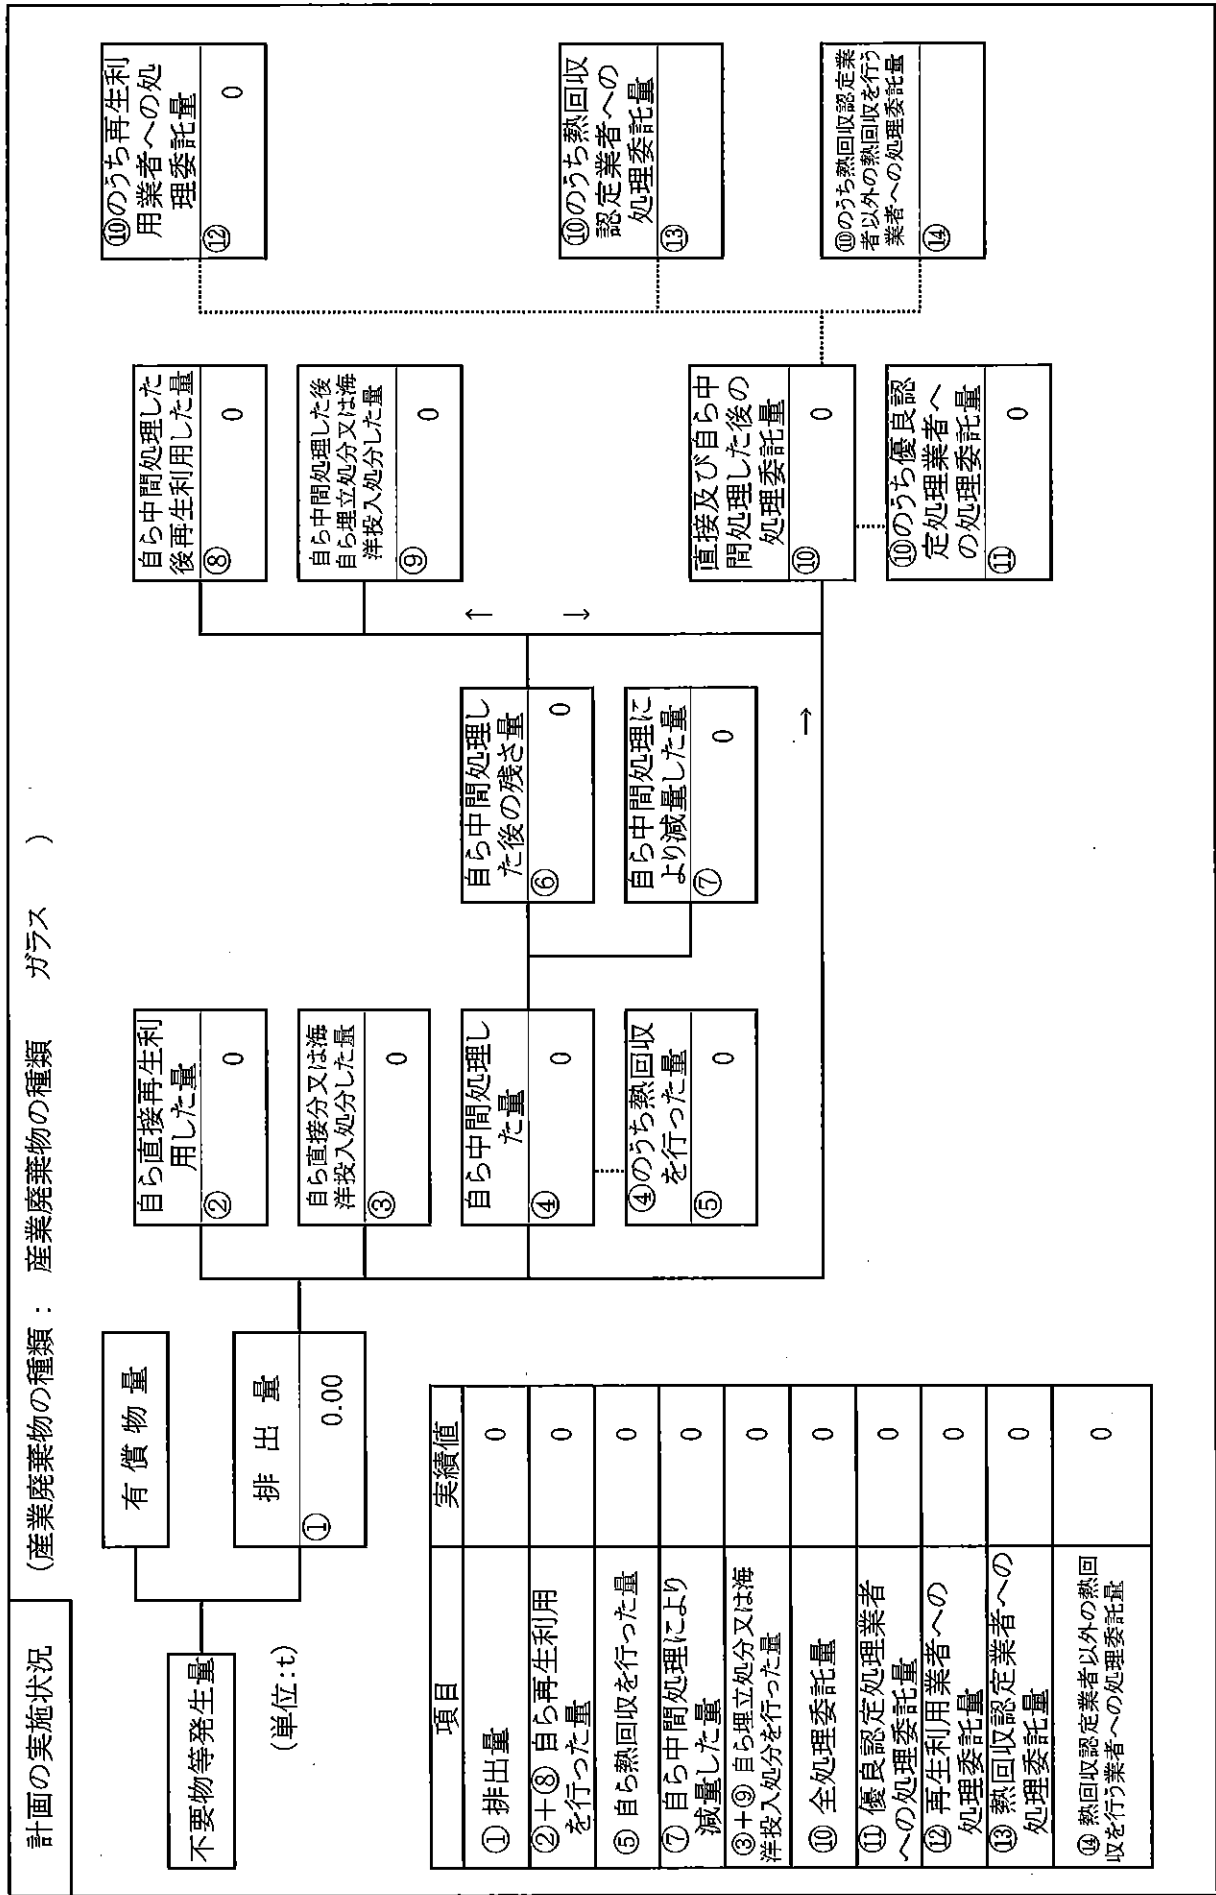 計画の実施状況
(産業廃棄物の種類： 産業廃棄物の種類 ガラス )
不要物等発生量
(単位:t)
有償物量
排出量
① 0.00
自ら直接再生利
用した量
② 0
自ら直接分又は海
洋投入処分した量
③ 0
自ら中間処理し
た量
④ 0
④のうち熱回収
を行った量
⑤ 0
自ら中間処理し
た後の残さ量
⑥ 0
自ら中間処理に
より減量した量
⑦ 0
→
自ら中間処理した
後再生利用した量
⑧ 0
自ら中間処理した後
自ら埋立処分又は海
洋投入処分した量
⑨ 0
↑
↓
直接及び自ら中
間処理した後の
処理委託量
⑩ 0
⑩のうち優良認
定処理業者へ
の処理委託量
⑪ 0
⑩のうち再生利
用業者への処
理委託量
⑫ 0
⑩のうち熱回収
認定業者への
処理委託量
⑬
⑩のうち熱回収認定業
者以外の熱回収を行う
業者への処理委託量
⑭
項目 実績値
① 排出量 0
②＋⑧ 自ら再生利用
を行った量 0
⑤ 自ら熱回収を行った量 0
⑦ 自ら中間処理により
減量した量 0
③＋⑨ 自ら埋立処分又は海
洋投入処分を行った量 0
⑩ 全処理委託量 0
⑪ 優良認定処理業者
への処理委託量 0
⑫ 再生利用業者への
処理委託量 0
⑬ 熱回収認定業者への
処理委託量 0
⑭ 熱回収認定業者以外の熱回
収を行う業者への処理委託量 0